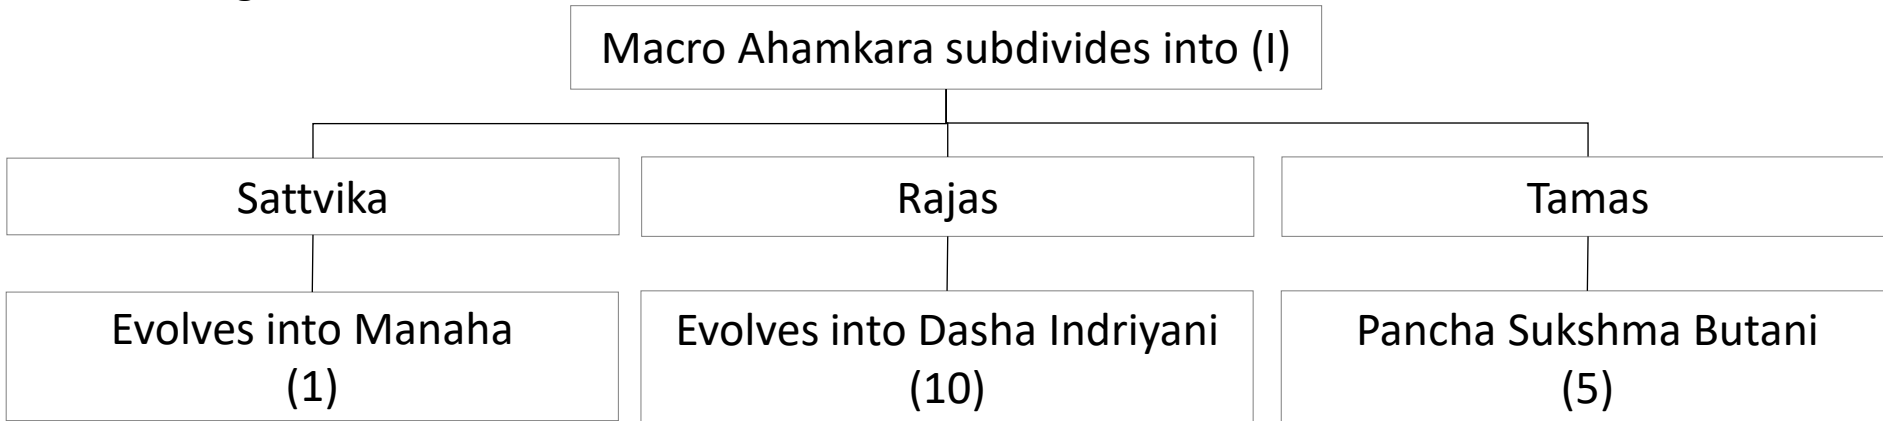 Macro Ahamkara subdivides into (I)
Sattvika
Rajas
Tamas
Evolves into Manaha
(1)
Evolves into Dasha Indriyani
(10)
Pancha Sukshma Butani
(5)